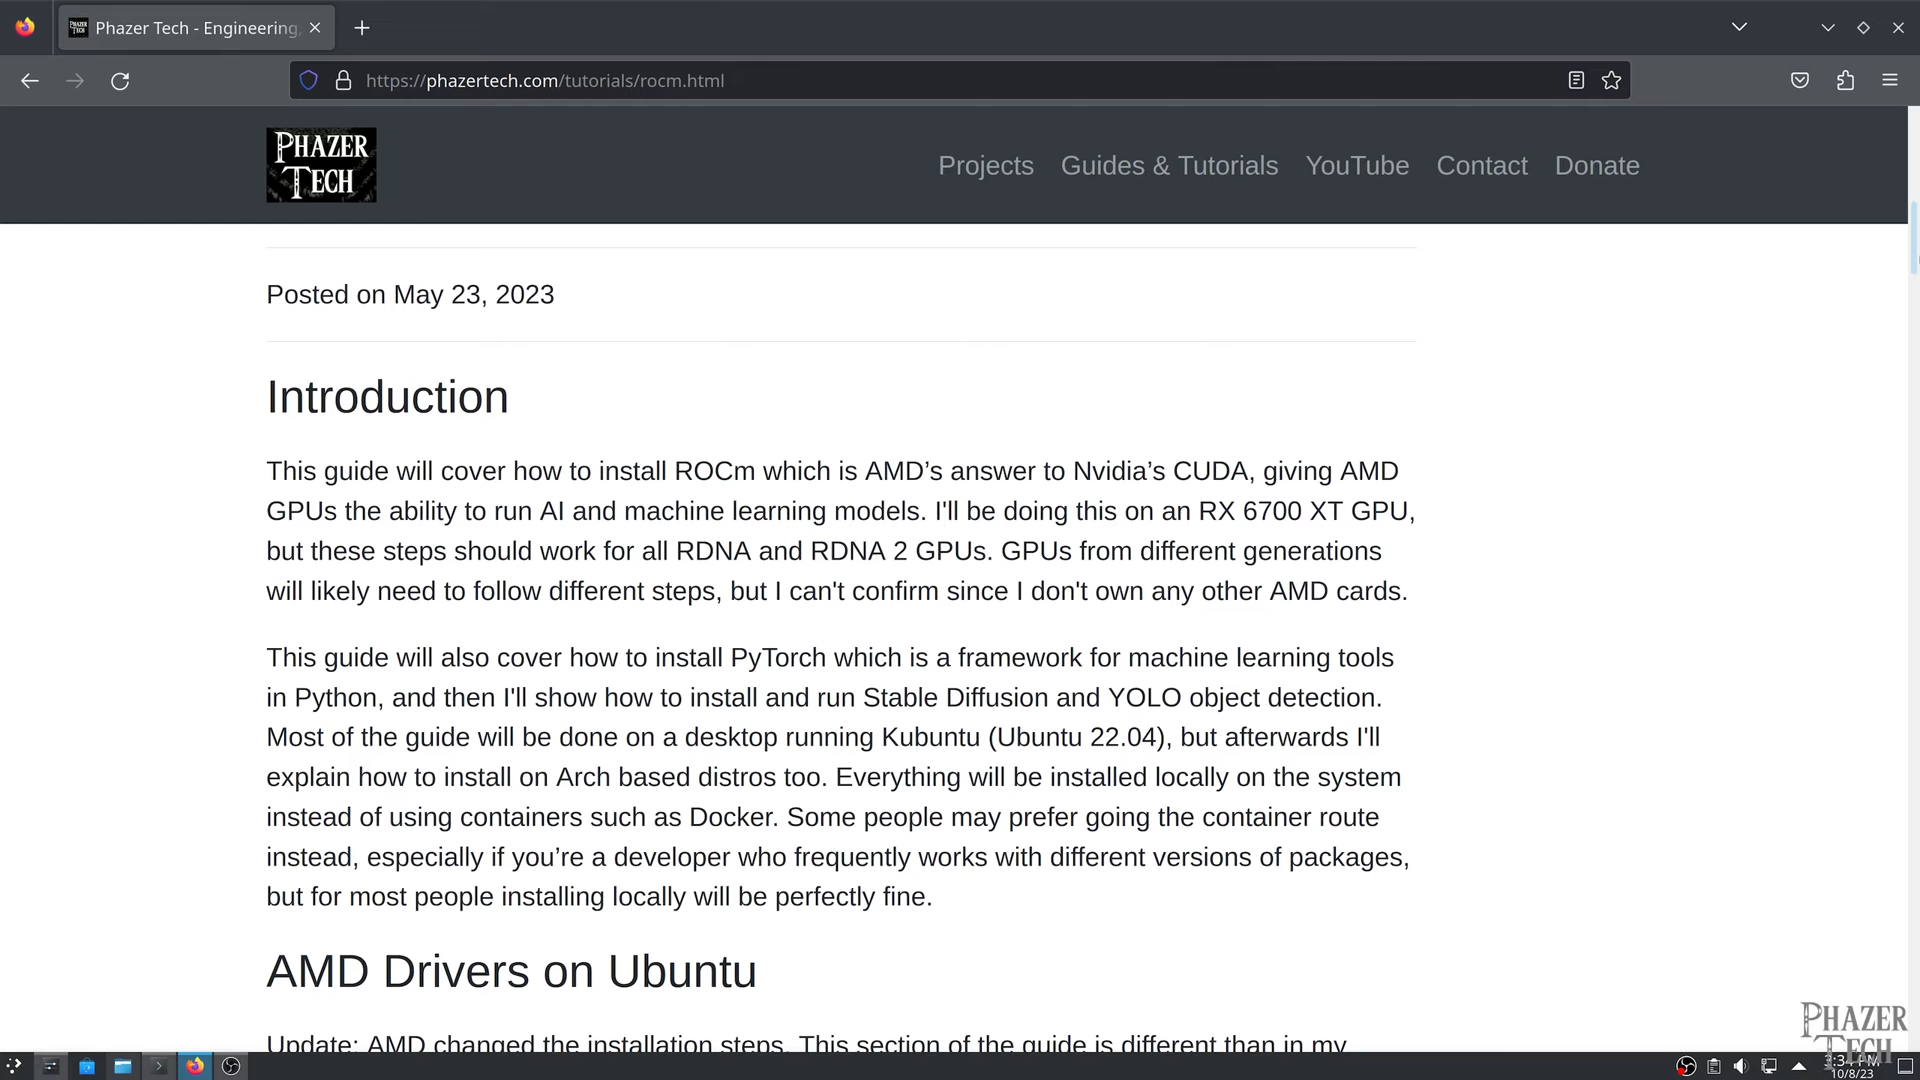 Phazer Tech - Engineering,
https://phazertech.com/tutorials/rocm.html
PHAZER
TECH
Projects
Guides & Tutorials
YouTube
Contact
Donate
Posted on May 23, 2023
Introduction
This guide will cover how to install ROCm which is AMD’s answer to Nvidia’s CUDA, giving AMD
GPUs the ability to run AI and machine learning models. I'll be doing this on an RX 6700 XT GPU,
but these steps should work for all RDNA and RDNA 2 GPUs. GPUs from different generations
will likely need to follow different steps, but I can't confirm since I don't own any other AMD cards.
This guide will also cover how to install PyTorch which is a framework for machine learning tools
in Python, and then I'll show how to install and run Stable Diffusion and YOLO object detection.
Most of the guide will be done on a desktop running Kubuntu (Ubuntu 22.04), but afterwards I'll
explain how to install on Arch based distros too. Everything will be installed locally on the system
instead of using containers such as Docker. Some people may prefer going the container route
instead, especially if you’re a developer who frequently works with different versions of packages,
but for most people installing locally will be perfectly fine.
AMD Drivers on Ubuntu
Update: AMD changed the installation steps. This section of the guide is different than in my
PHAZER
TECH
3:34 PM
10/8/23